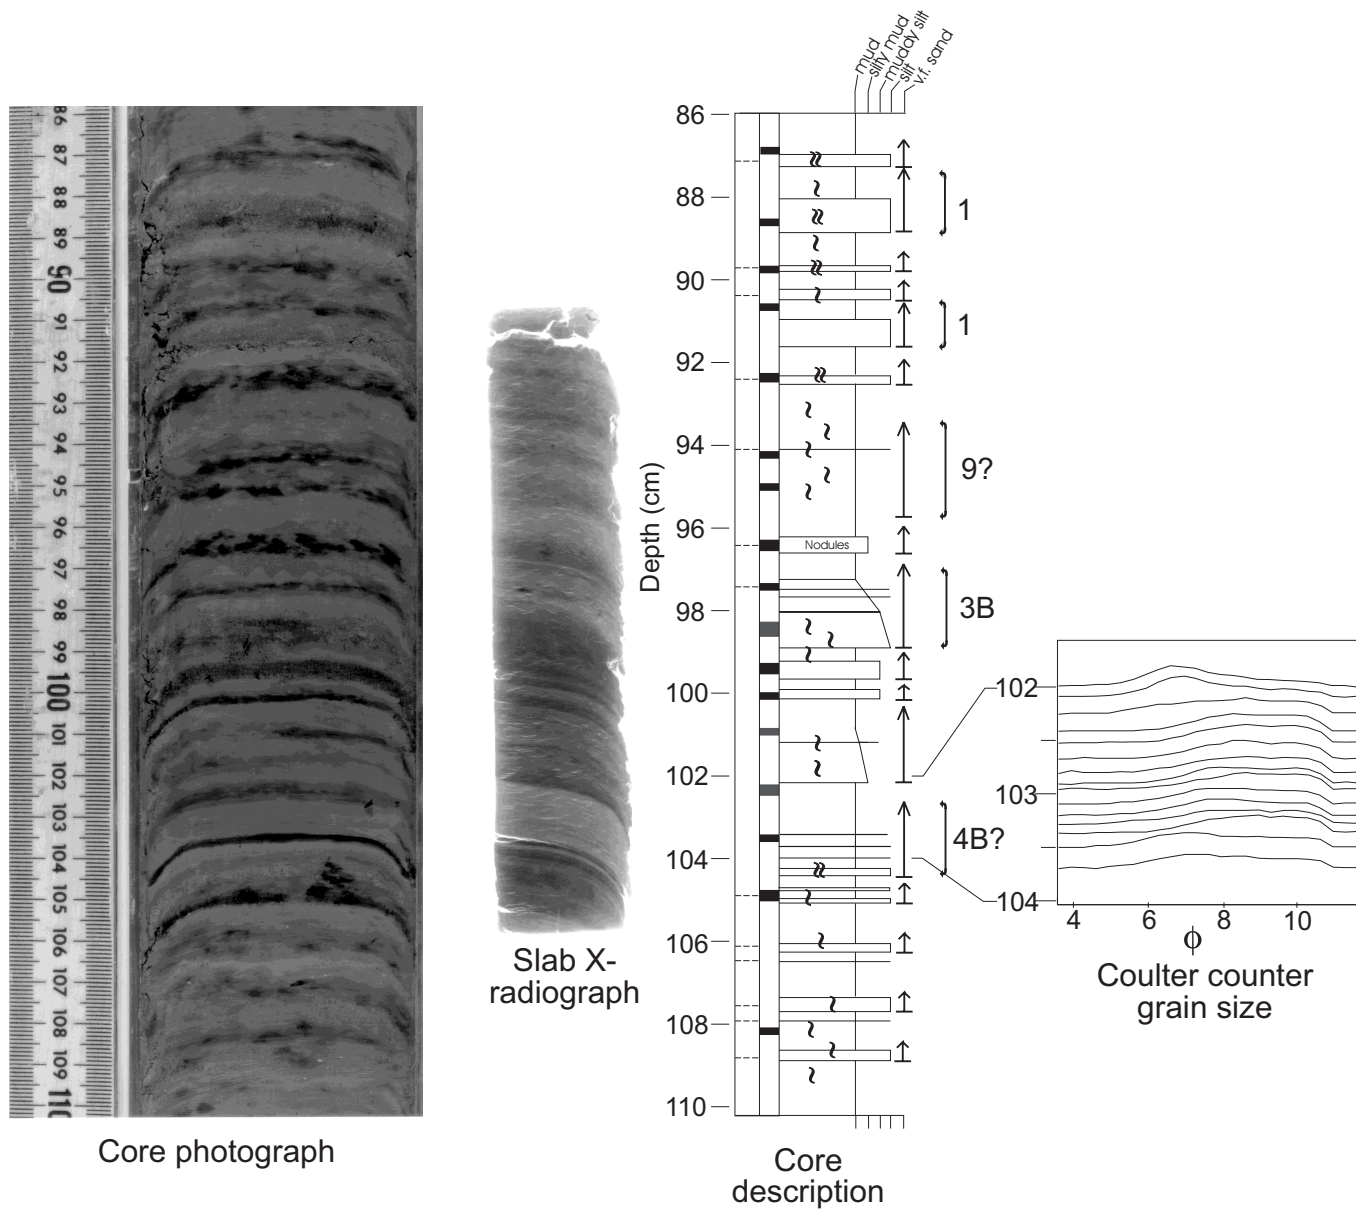 mud
silty mud
muddy silt
silt
v.f. sand
86
87
88
89
90
91
92
93
94
95
96
97
98
99
100
101
102
103
104
105
106
107
108
109
110
Core photograph
Slab X-
radiograph
Depth (cm)
86
88
90
92
94
96
98
100
102
104
106
108
110
Nodules
1
1
9?
3B
4B?
Core
description
102
103
104
4
6
8
10
ϕ
Coulter counter
grain size